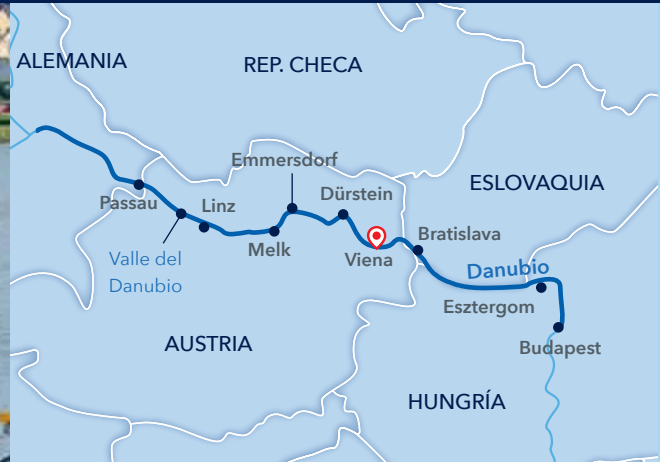 ALEMANIA
REP. CHECA
Emmersdorf
ESLOVAQUIA
Passau
Linz
Dürstein
Melk
Viena
Bratislava
Valle del
Danubio
Danubio
Esztergom
AUSTRIA
Budapest
HUNGRÍA